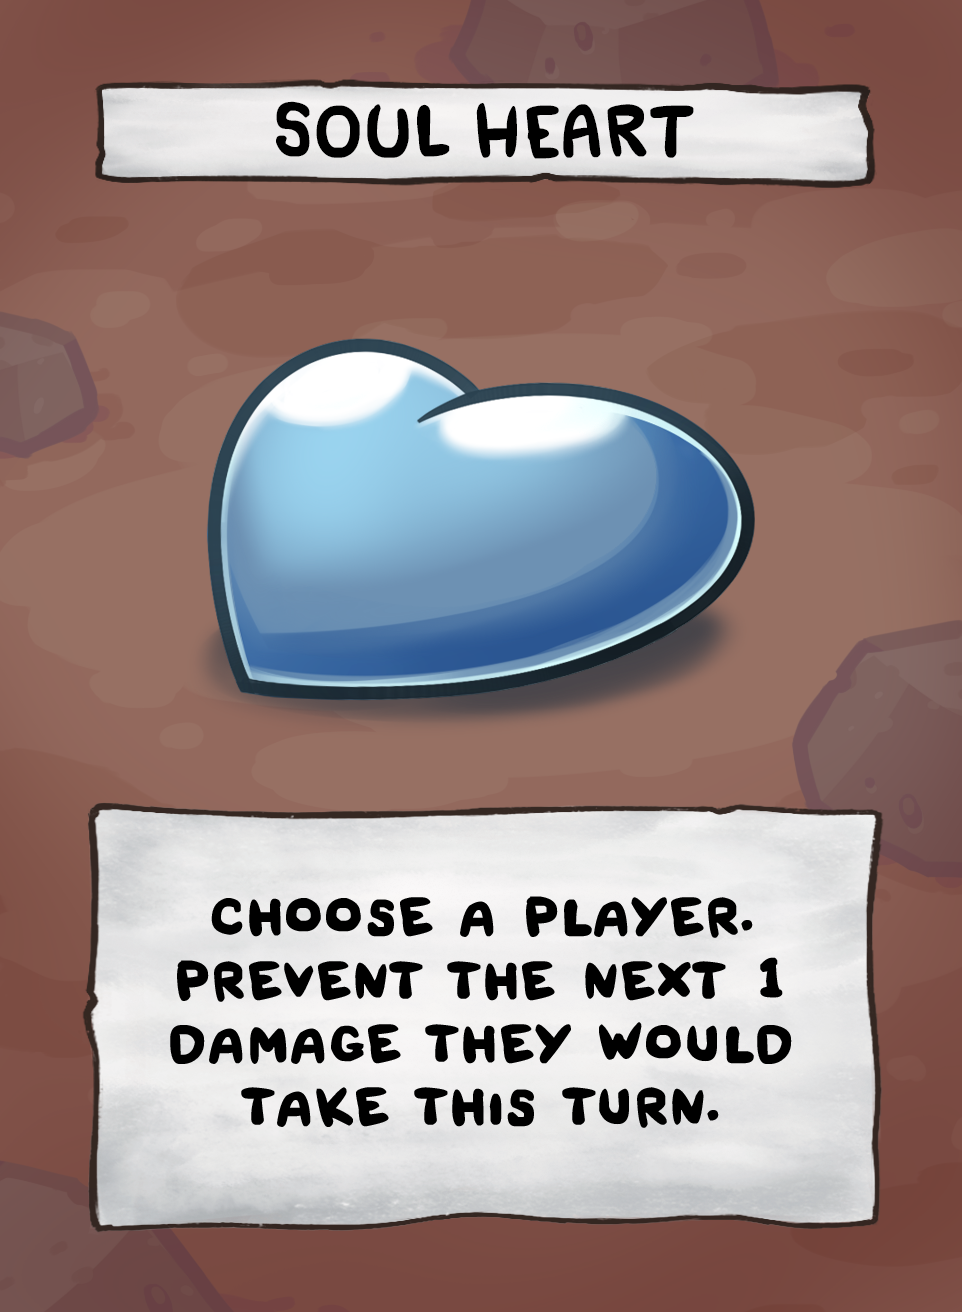 SOUL HEART
CHOOSE A PLAYER.
PREVENT THE NEXT 1
DAMAGE THEY WOULD
TAKE THIS TURN.